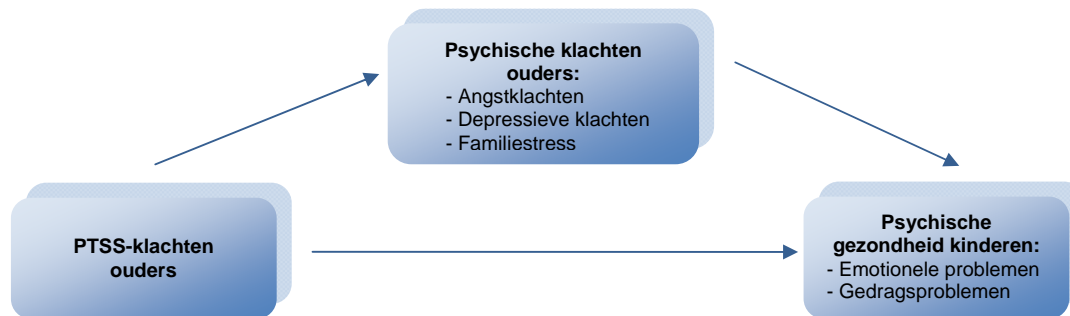 Psychische klachten
ouders:
- Angstklachten
- Depressieve klachten
- Familiestress
PTSS-klachten
ouders
Psychische
gezondheid kinderen:
- Emotionele problemen
- Gedragsproblemen